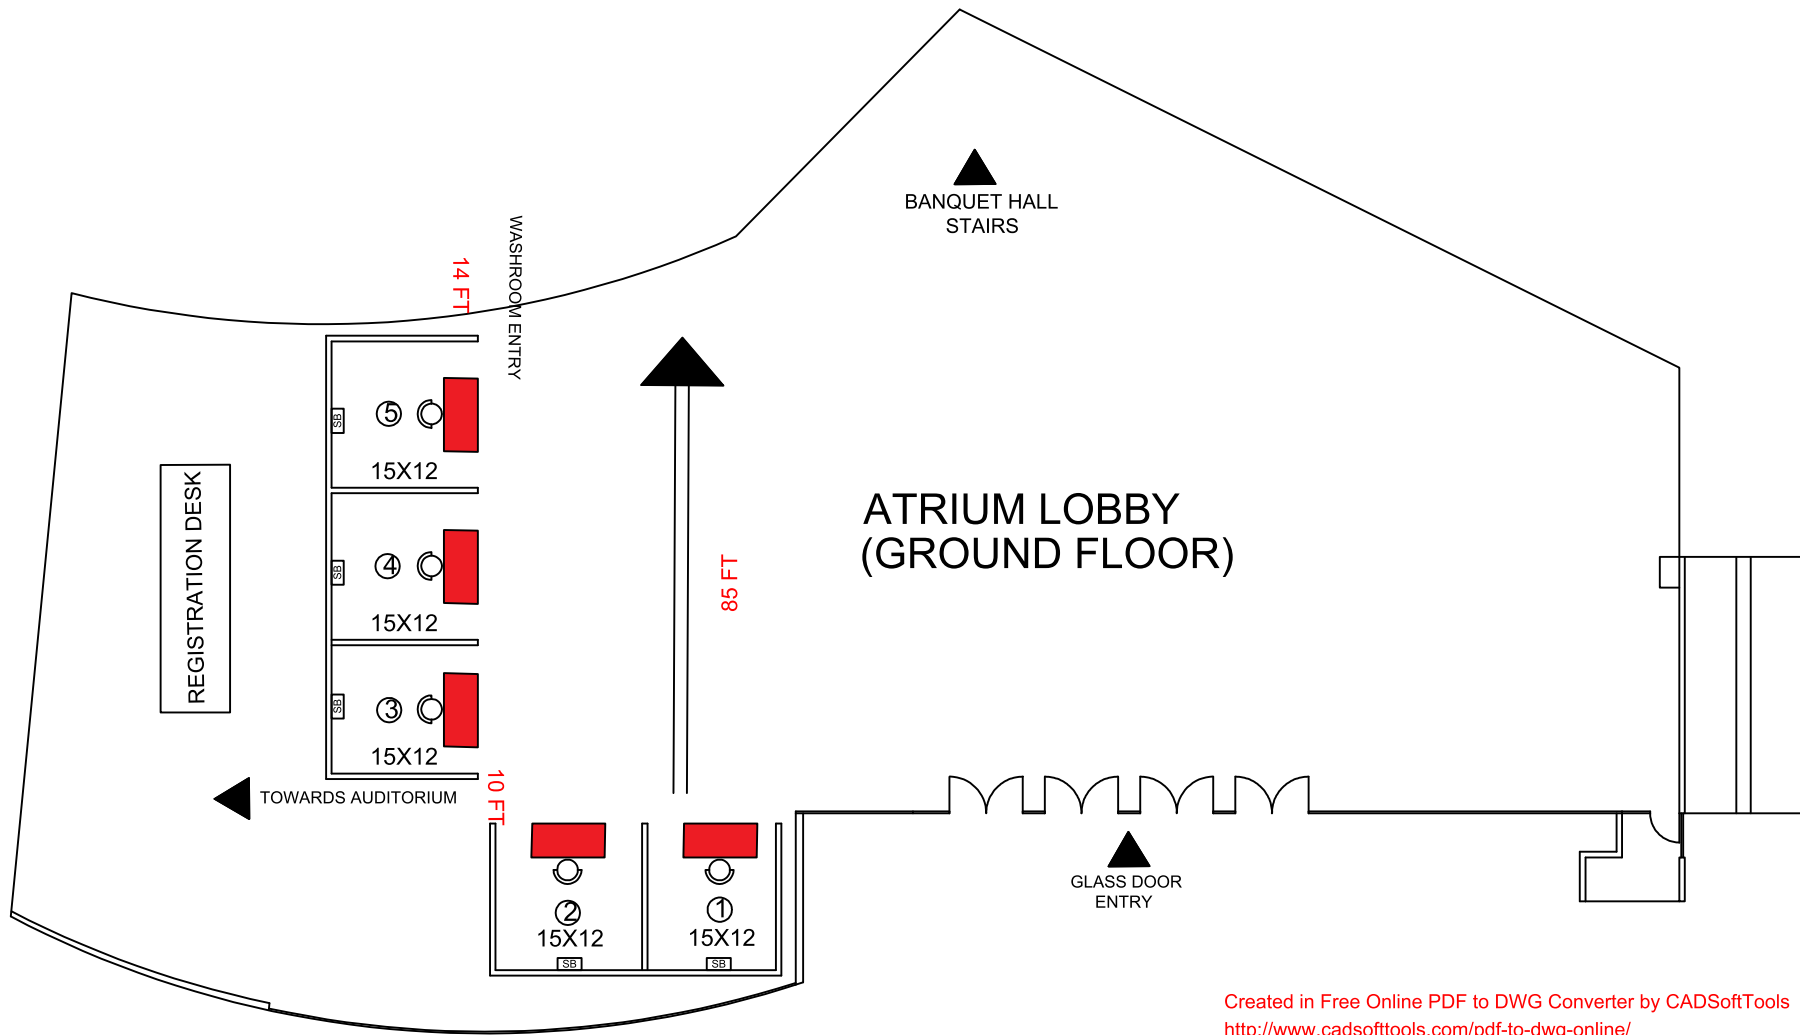 BANQUET HALL
STAIRS
WASHROOM ENTRY
14 FT
5
SB
15X12
REGISTRATION DESK
4
SB
15X12
ATRIUM LOBBY
(GROUND FLOOR)
85 FT
3
SB
15X12
10 FT
TOWARDS AUDITORIUM
GLASS DOOR
ENTRY
2
15X12
SB
1
15X12
SB
Created in Free Online PDF to DWG Converter by CADSoftTools
http://www.cadsofttools.com/pdf-to-dwg-online/